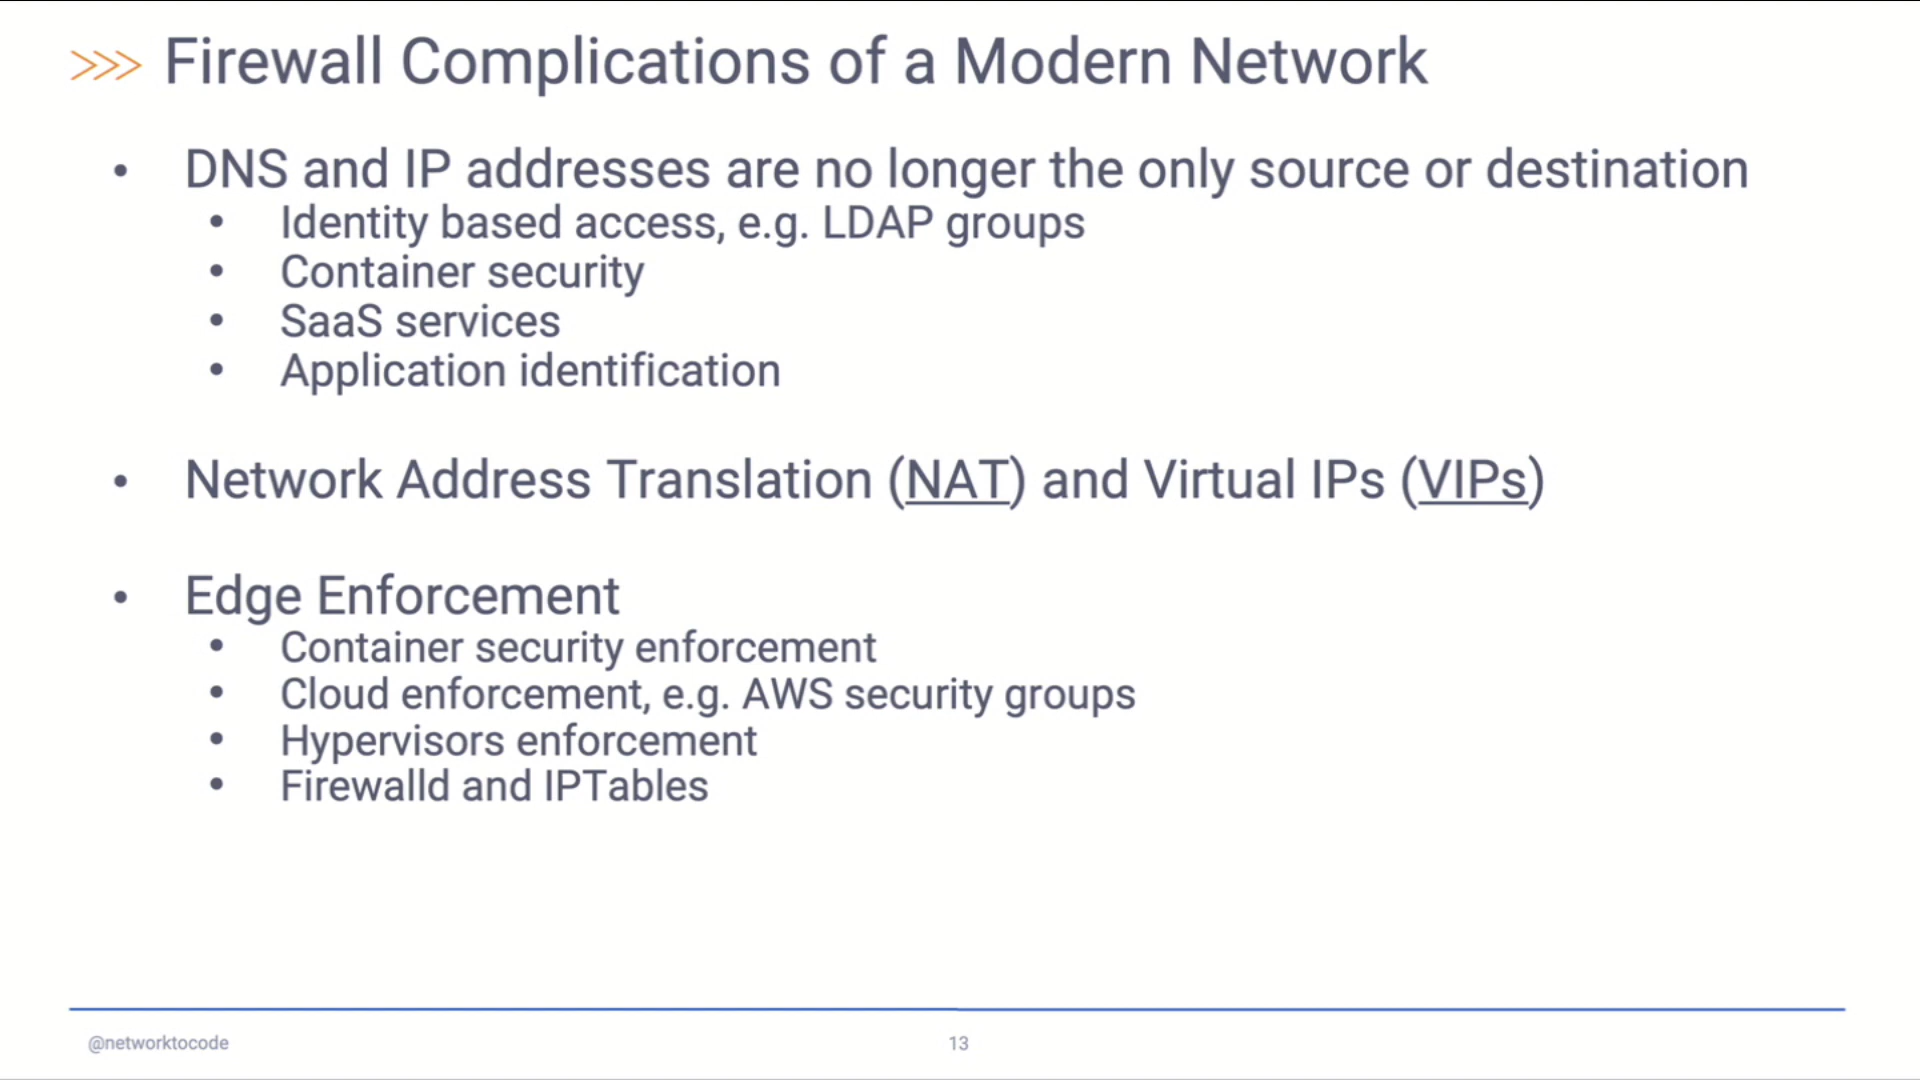 >>> Firewall Complications of a Modern Network
• DNS and IP addresses are no longer the only source or destination
• Identity based access, e.g. LDAP groups
• Container security
• SaaS services
• Application identification
• Network Address Translation (NAT) and Virtual IPs (VIPs)
• Edge Enforcement
• Container security enforcement
• Cloud enforcement, e.g. AWS security groups
• Hypervisors enforcement
• Firewalld and IPTables
@networktocode
13